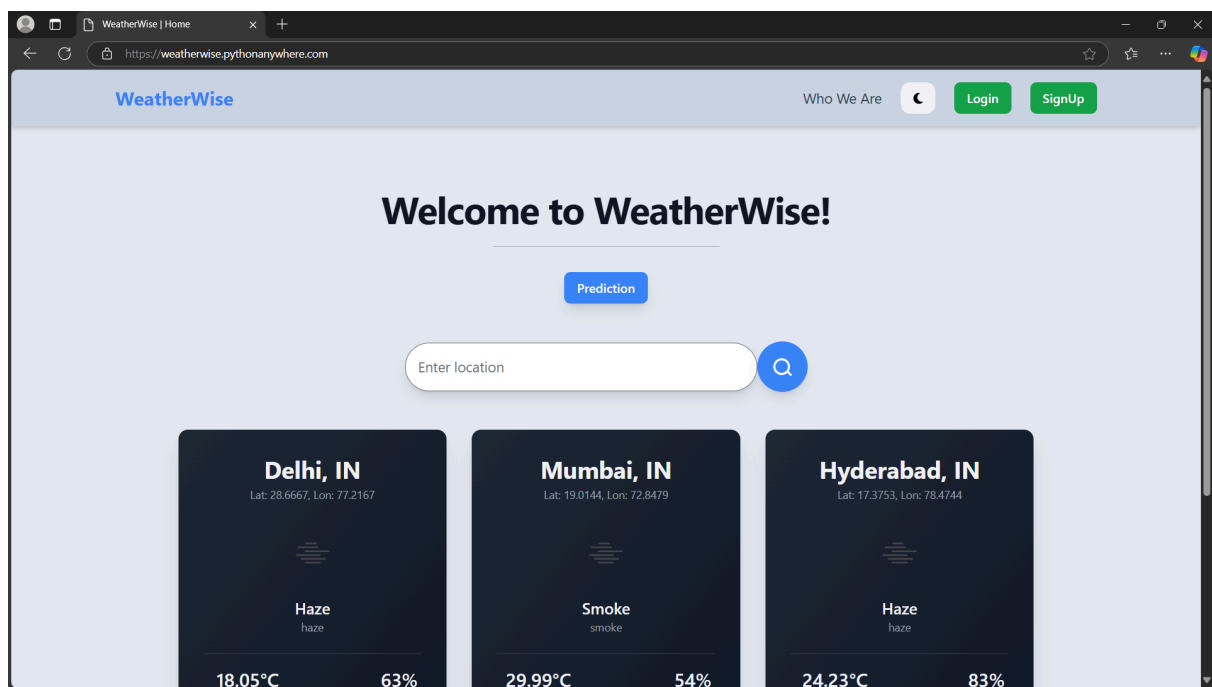 WeatherWise | Home
https://weatherwise.pythonanywhere.com
WeatherWise
Who We Are
Login
SignUp
Welcome to WeatherWise!
Prediction
Enter location
Delhi, IN
Lat: 28.6667, Lon: 77.2167
Haze
haze
18.05°C 63%
Mumbai, IN
Lat: 19.0144, Lon: 72.8479
Smoke
smoke
29.99°C 54%
Hyderabad, IN
Lat: 17.3753, Lon: 78.4744
Haze
haze
24.23°C 83%